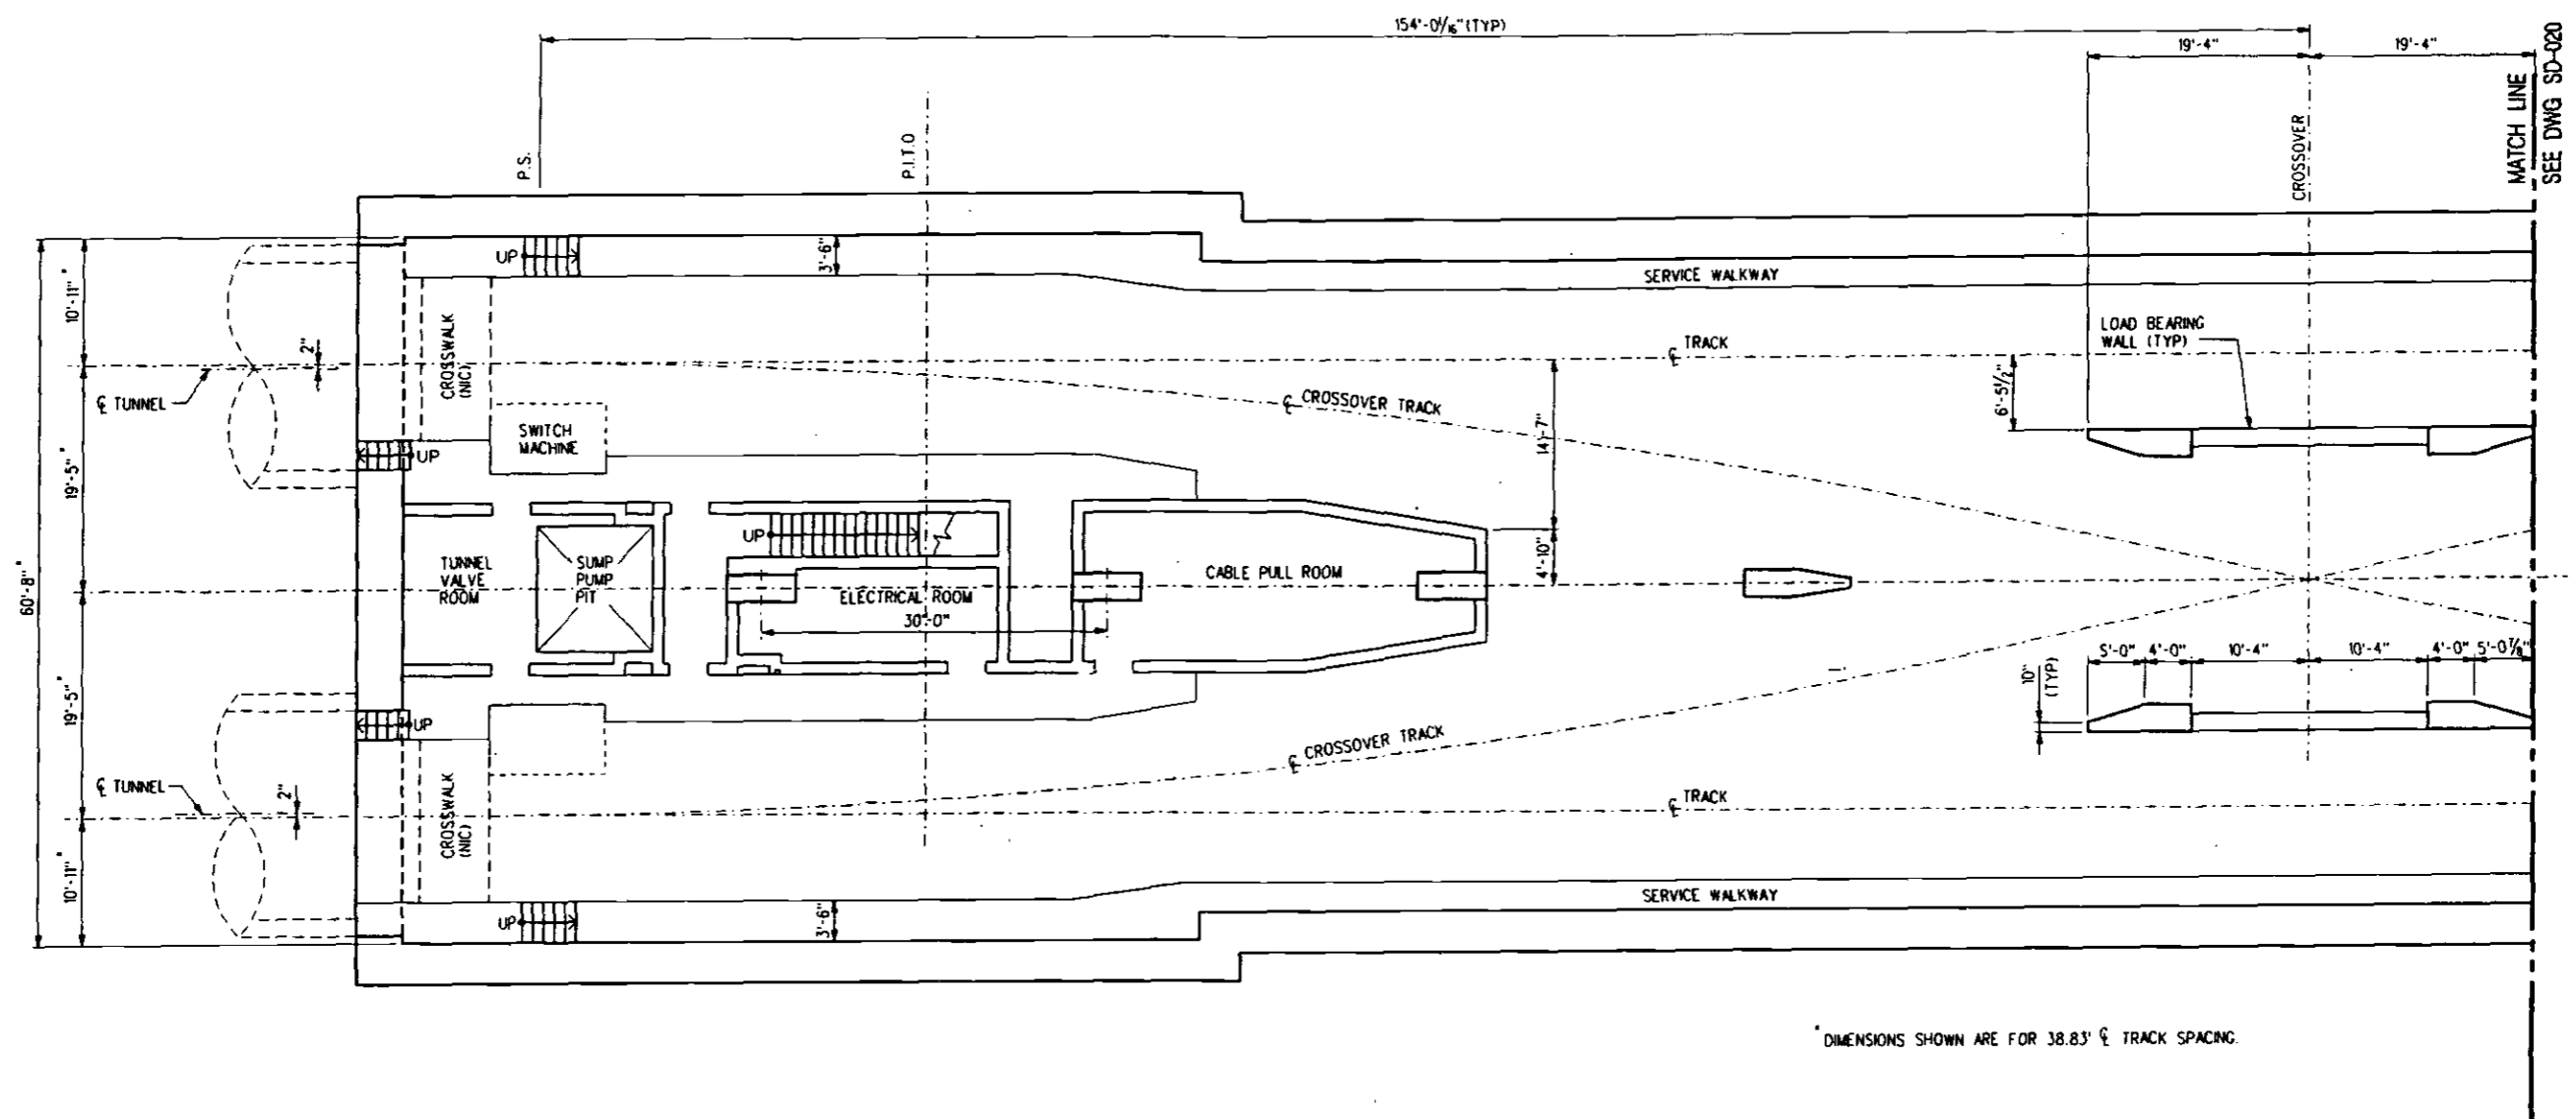 154'-0 1/16" (TYP)
19'-4"
19'-4"
MATCH LINE
SEE DWG SD-020
CROSSOVER
P.S.
P.I.T.O
UP
3'-6"
SERVICE WALKWAY
10'-11"*
2"
℄ TUNNEL
CROSSWALK
(NIC)
℄ TRACK
LOAD BEARING
WALL (TYP)
6'-5 1/2"
℄ CROSSOVER TRACK
SWITCH
MACHINE
UP
19'-5"*
14'-7"
60'-8"*
UP
TUNNEL
VALVE
ROOM
SUMP
PUMP
PIT
ELECTRICAL ROOM
30'-0"
CABLE PULL ROOM
4'-10"
5'-0"
4'-0"
10'-4"
10'-4"
4'-0"
5'-0 7/8"
10"
(TYP)
19'-5"*
UP
℄ CROSSOVER TRACK
℄ TUNNEL
2"
CROSSWALK
(NIC)
℄ TRACK
10'-11"*
UP
3'-6"
SERVICE WALKWAY
*DIMENSIONS SHOWN ARE FOR 38.83' ℄ TRACK SPACING.